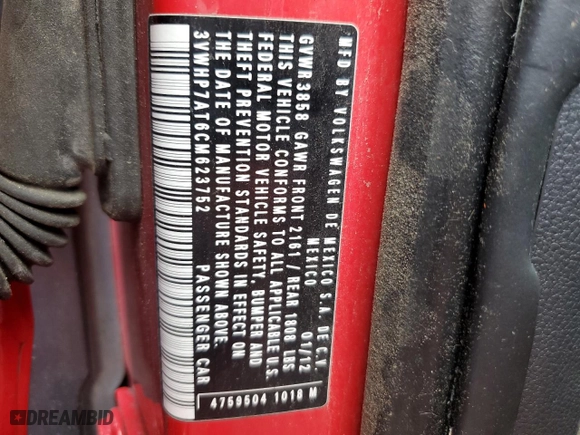 MFD BY VOLKSWAGEN DE MEXICO S.A. DE C.V.
MEXICO 01/12
GVWR 3858 GAWR FRONT 2161/ REAR 1808 LBS
THIS VEHICLE CONFORMS TO ALL APPLICABLE U.S.
FEDERAL MOTOR VEHICLE SAFETY, BUMPER AND
THEFT PREVENTION STANDARDS IN EFFECT ON
THE DATE OF MANUFACTURE SHOWN ABOVE.
3VWHP7AT6CM623752 PASSENGER CAR
4759504 1018 M
DREAMBID